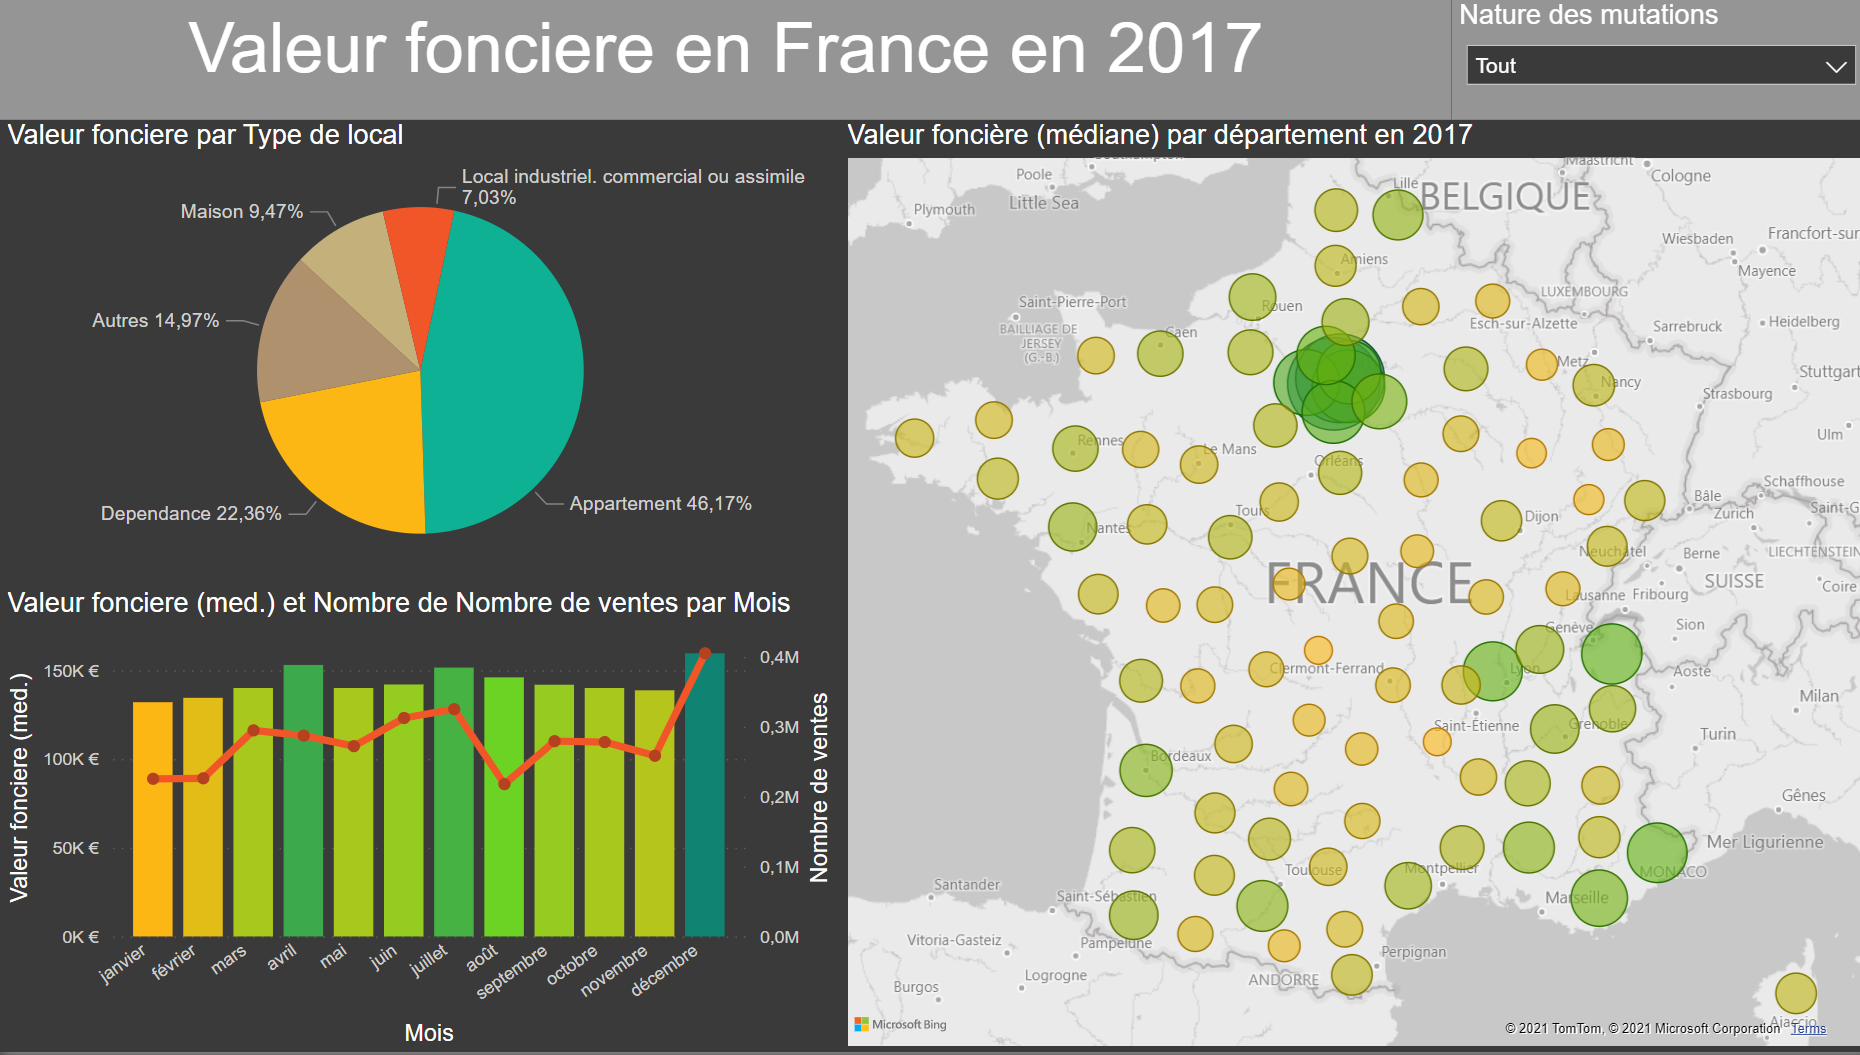 Valeur fonciere en France en 2017
Nature des mutations
Tout
Valeur fonciere par Type de local
Local industriel. commercial ou assimile
7,03%
Maison 9,47%
Autres 14,97%
Dependance 22,36%
Appartement 46,17%
Valeur fonciere (med.) et Nombre de Nombre de ventes par Mois
Valeur fonciere (med.)
150K €
100K €
50K €
0K €
0,4M
0,3M
0,2M
0,1M
0,0M
Nombre de ventes
janvier
février
mars
avril
mai
juin
juillet
août
septembre
octobre
novembre
décembre
Mois
Valeur foncière (médiane) par département en 2017
Southampton
Maastricht
Poole
Cologne
Lille
BELGIQUE
Little Sea
Plymouth
Wiesbaden
Francfort-sur
Amiens
Mayence
LUXEMBOURG
Saint-Pierre-Port
Rouen
BAILLIAGE DE
JERSEY
(G.-B.)
Caen
Esch-sur-Alzette
Sarrebruck
Heidelberg
Metz
Nancy
Stuttgart
Strasbourg
Rennes
Le Mans
Ulm
Orléans
Schaffhouse
Bâle
Saint-G
Tours
Dijon
Zurich
Nantes
Neuchâtel
Berne
LIECHTENSTEIN
FRANCE
SUISSE
Coire
Lausanne
Fribourg
Genève
Sion
Clermont-Ferrand
Lyon
Aoste
Milan
Saint-Étienne
Grenoble
Turin
Bordeaux
Gênes
Mer Ligurienne
Toulouse
Montpellier
MONACO
Santander
Saint-Sébastien
Marseille
Vitoria-Gasteiz
Pampelune
Perpignan
Logrogne
ANDORRE
Burgos
Ajaccio
Microsoft Bing
© 2021 TomTom, © 2021 Microsoft Corporation Terms